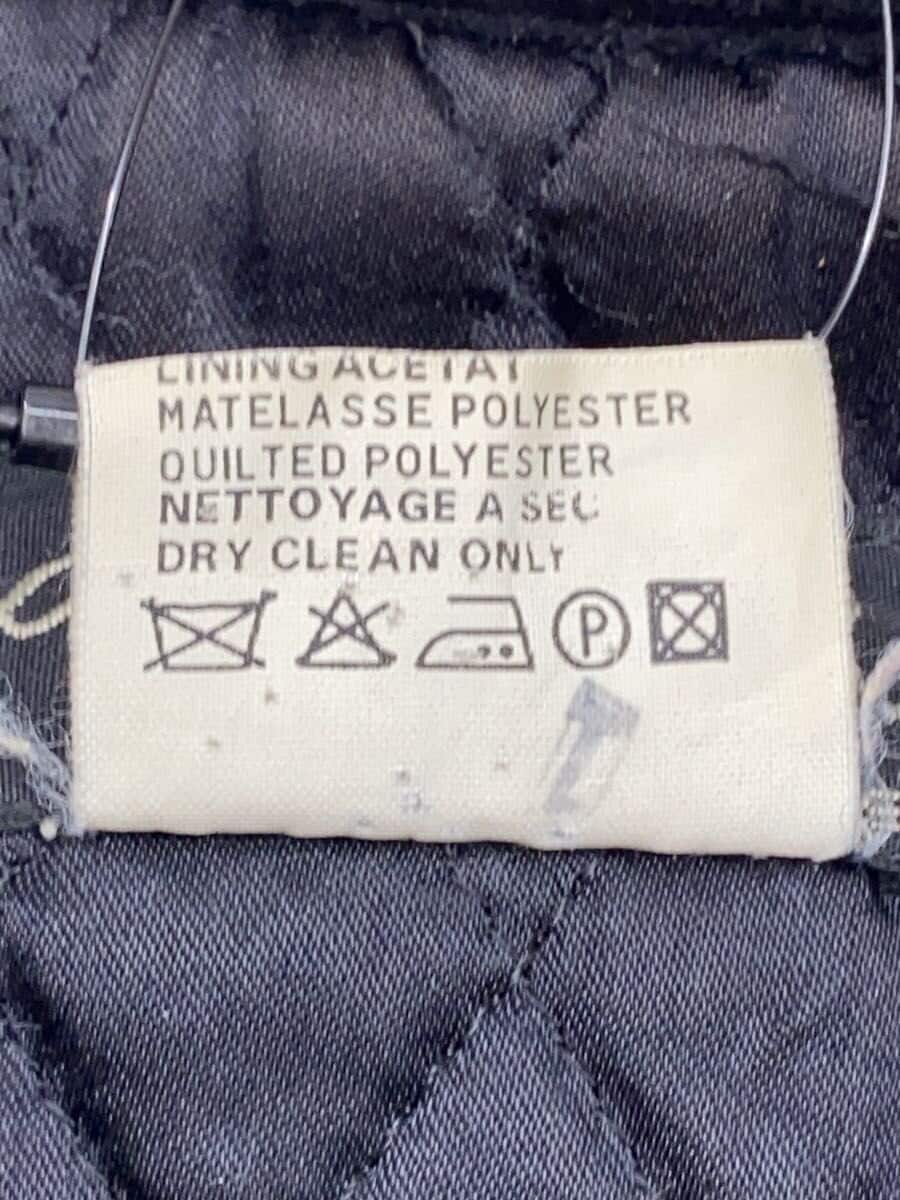 LINING ACETAT
MATELASSE POLYESTER
QUILTED POLYESTER
NETTOYAGE A SEC
DRY CLEAN ONLY
P